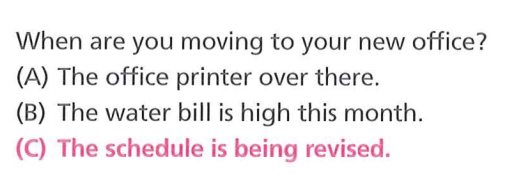 When are you moving to your new office?
(A) The office printer over there.
(B) The water bill is high this month.
(C) The schedule is being revised.